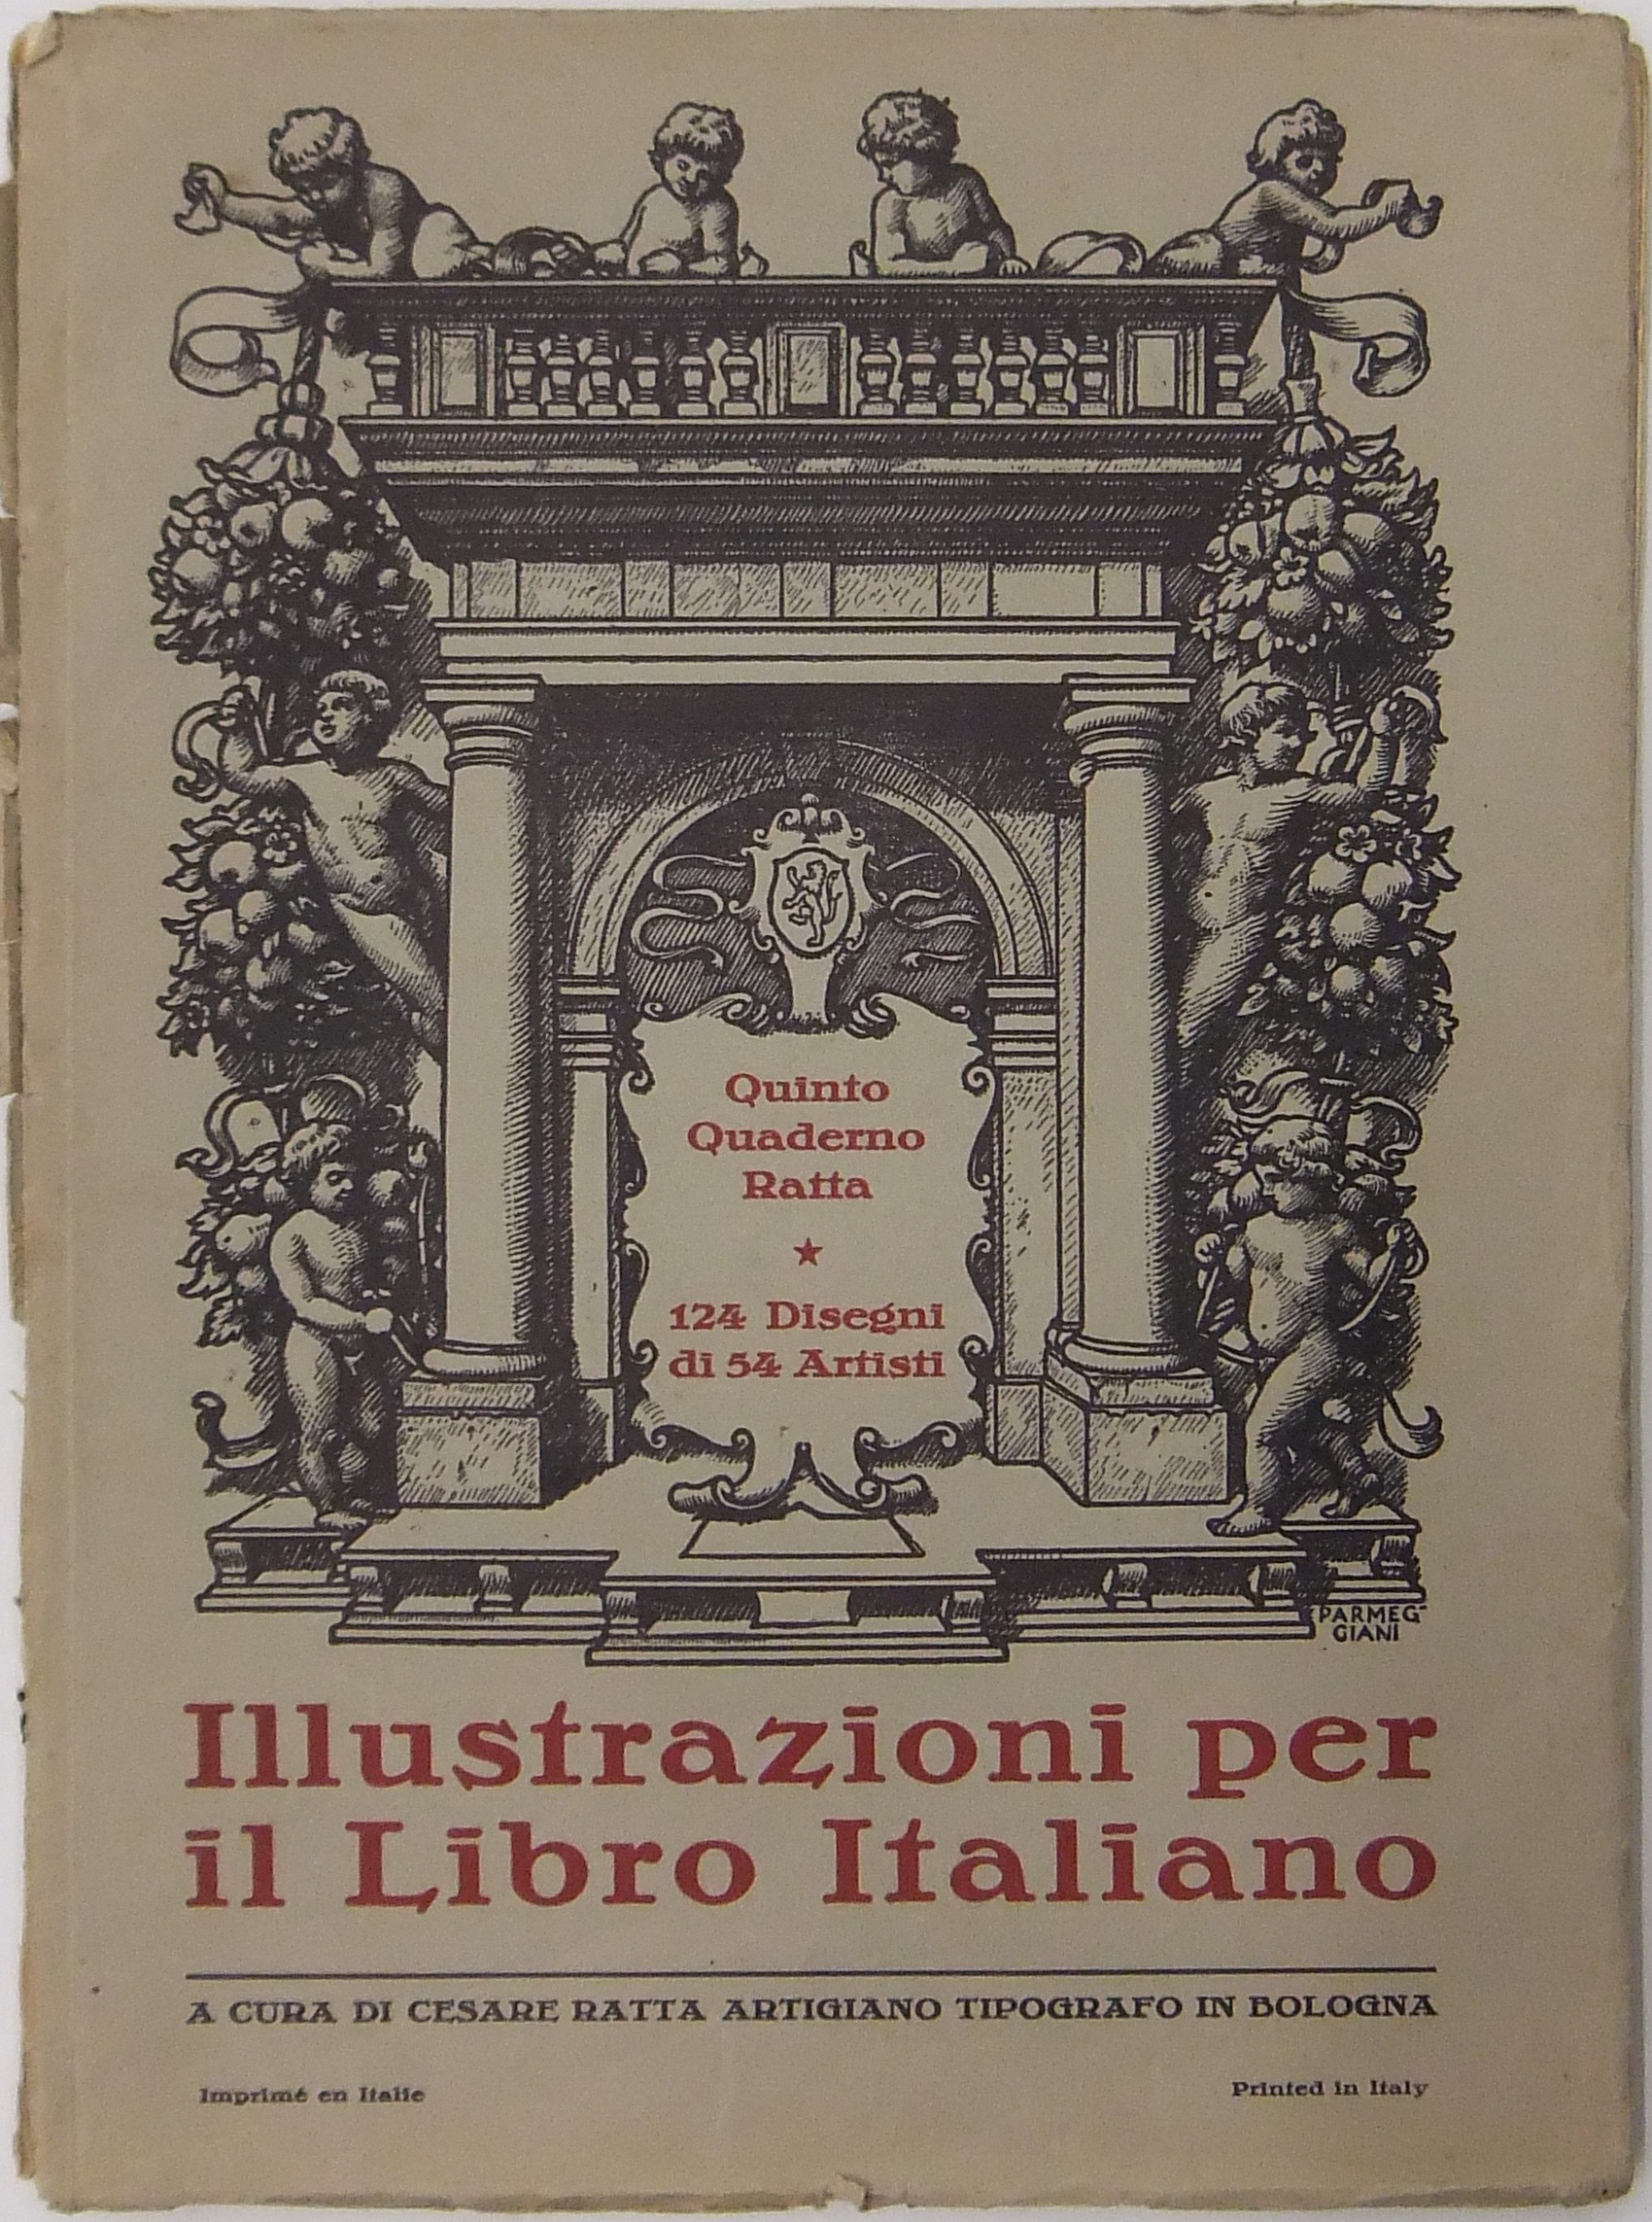 Quinto
Quaderno
Ratta
★
124 Disegni
di 54 Artisti
PARMEG-
GIANI
Illustrazioni per
il Libro Italiano
A CURA DI CESARE RATTA ARTIGIANO TIPOGRAFO IN BOLOGNA
Imprimé en Italie
Printed in Italy